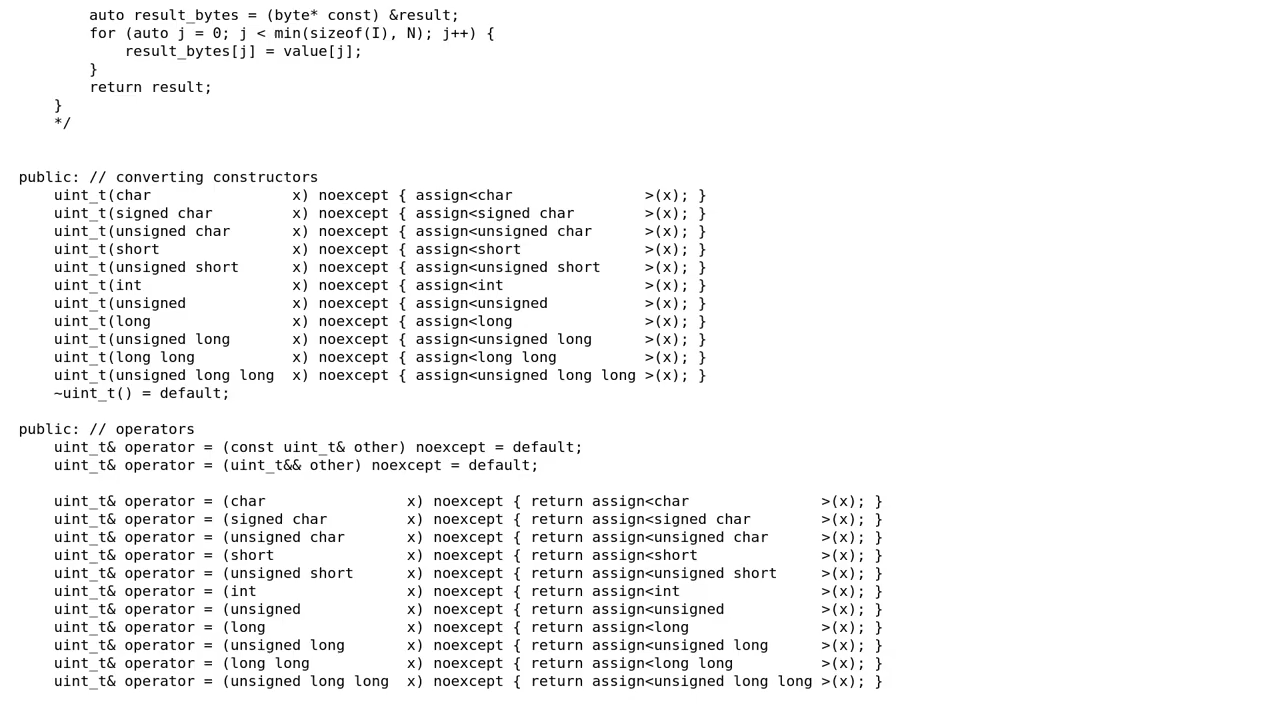 auto result_bytes = (byte* const) &result;
        for (auto j = 0; j < min(sizeof(I), N); j++) {
            result_bytes[j] = value[j];
        }
        return result;
    }
    */
public: // converting constructors
    uint_t(char                x) noexcept { assign<char               >(x); }
    uint_t(signed char         x) noexcept { assign<signed char        >(x); }
    uint_t(unsigned char       x) noexcept { assign<unsigned char      >(x); }
    uint_t(short               x) noexcept { assign<short              >(x); }
    uint_t(unsigned short      x) noexcept { assign<unsigned short     >(x); }
    uint_t(int                 x) noexcept { assign<int                >(x); }
    uint_t(unsigned            x) noexcept { assign<unsigned           >(x); }
    uint_t(long                x) noexcept { assign<long               >(x); }
    uint_t(unsigned long       x) noexcept { assign<unsigned long      >(x); }
    uint_t(long long           x) noexcept { assign<long long          >(x); }
    uint_t(unsigned long long  x) noexcept { assign<unsigned long long >(x); }
    ~uint_t() = default;
public: // operators
    uint_t& operator = (const uint_t& other) noexcept = default;
    uint_t& operator = (uint_t&& other) noexcept = default;
    uint_t& operator = (char                x) noexcept { return assign<char               >(x); }
    uint_t& operator = (signed char         x) noexcept { return assign<signed char        >(x); }
    uint_t& operator = (unsigned char       x) noexcept { return assign<unsigned char      >(x); }
    uint_t& operator = (short               x) noexcept { return assign<short              >(x); }
    uint_t& operator = (unsigned short      x) noexcept { return assign<unsigned short     >(x); }
    uint_t& operator = (int                 x) noexcept { return assign<int                >(x); }
    uint_t& operator = (unsigned            x) noexcept { return assign<unsigned           >(x); }
    uint_t& operator = (long                x) noexcept { return assign<long               >(x); }
    uint_t& operator = (unsigned long       x) noexcept { return assign<unsigned long      >(x); }
    uint_t& operator = (long long           x) noexcept { return assign<long long          >(x); }
    uint_t& operator = (unsigned long long  x) noexcept { return assign<unsigned long long >(x); }